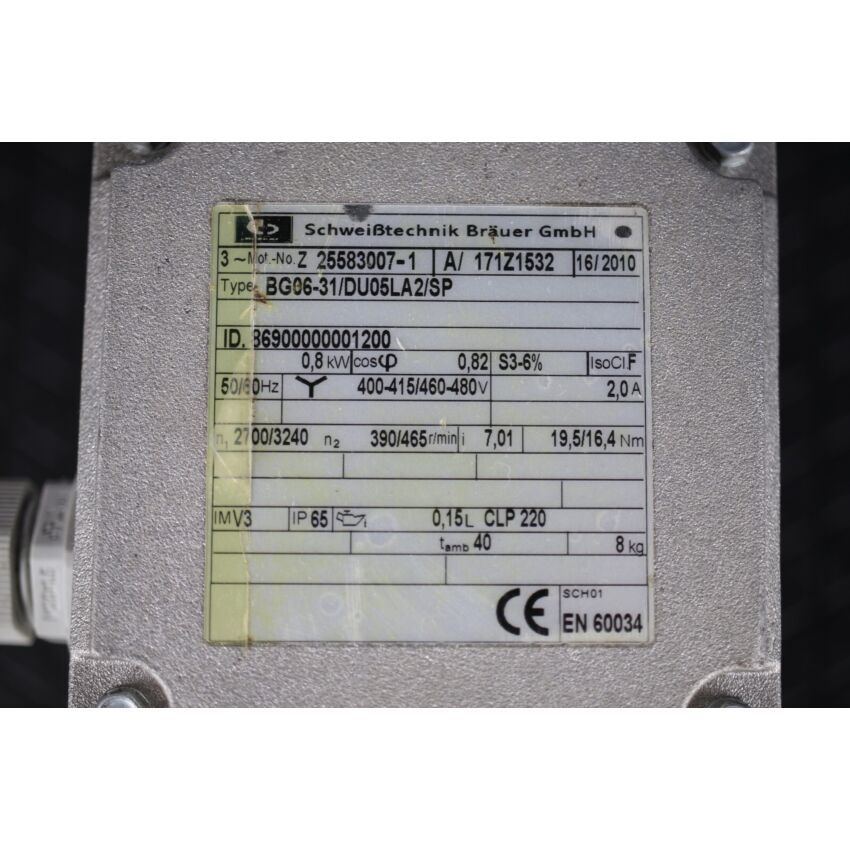 Schweißtechnik Bräuer GmbH
3~Mot.-No. Z 25583007-1 A/ 171Z1532 16/2010
Type BG06-31/DU05LA2/SP
ID. 86900000001200
0,8 kW cosφ 0,82 S3-6% IsoCl.F
50/60Hz Y 400-415/460-480V 2,0 A
n₁ 2700/3240 n₂ 390/465 r/min i 7,01 19,5/16,4 Nm
IM V3 IP 65 0,15 L CLP 220
tamb 40 8 kg
CE SCH01
EN 60034